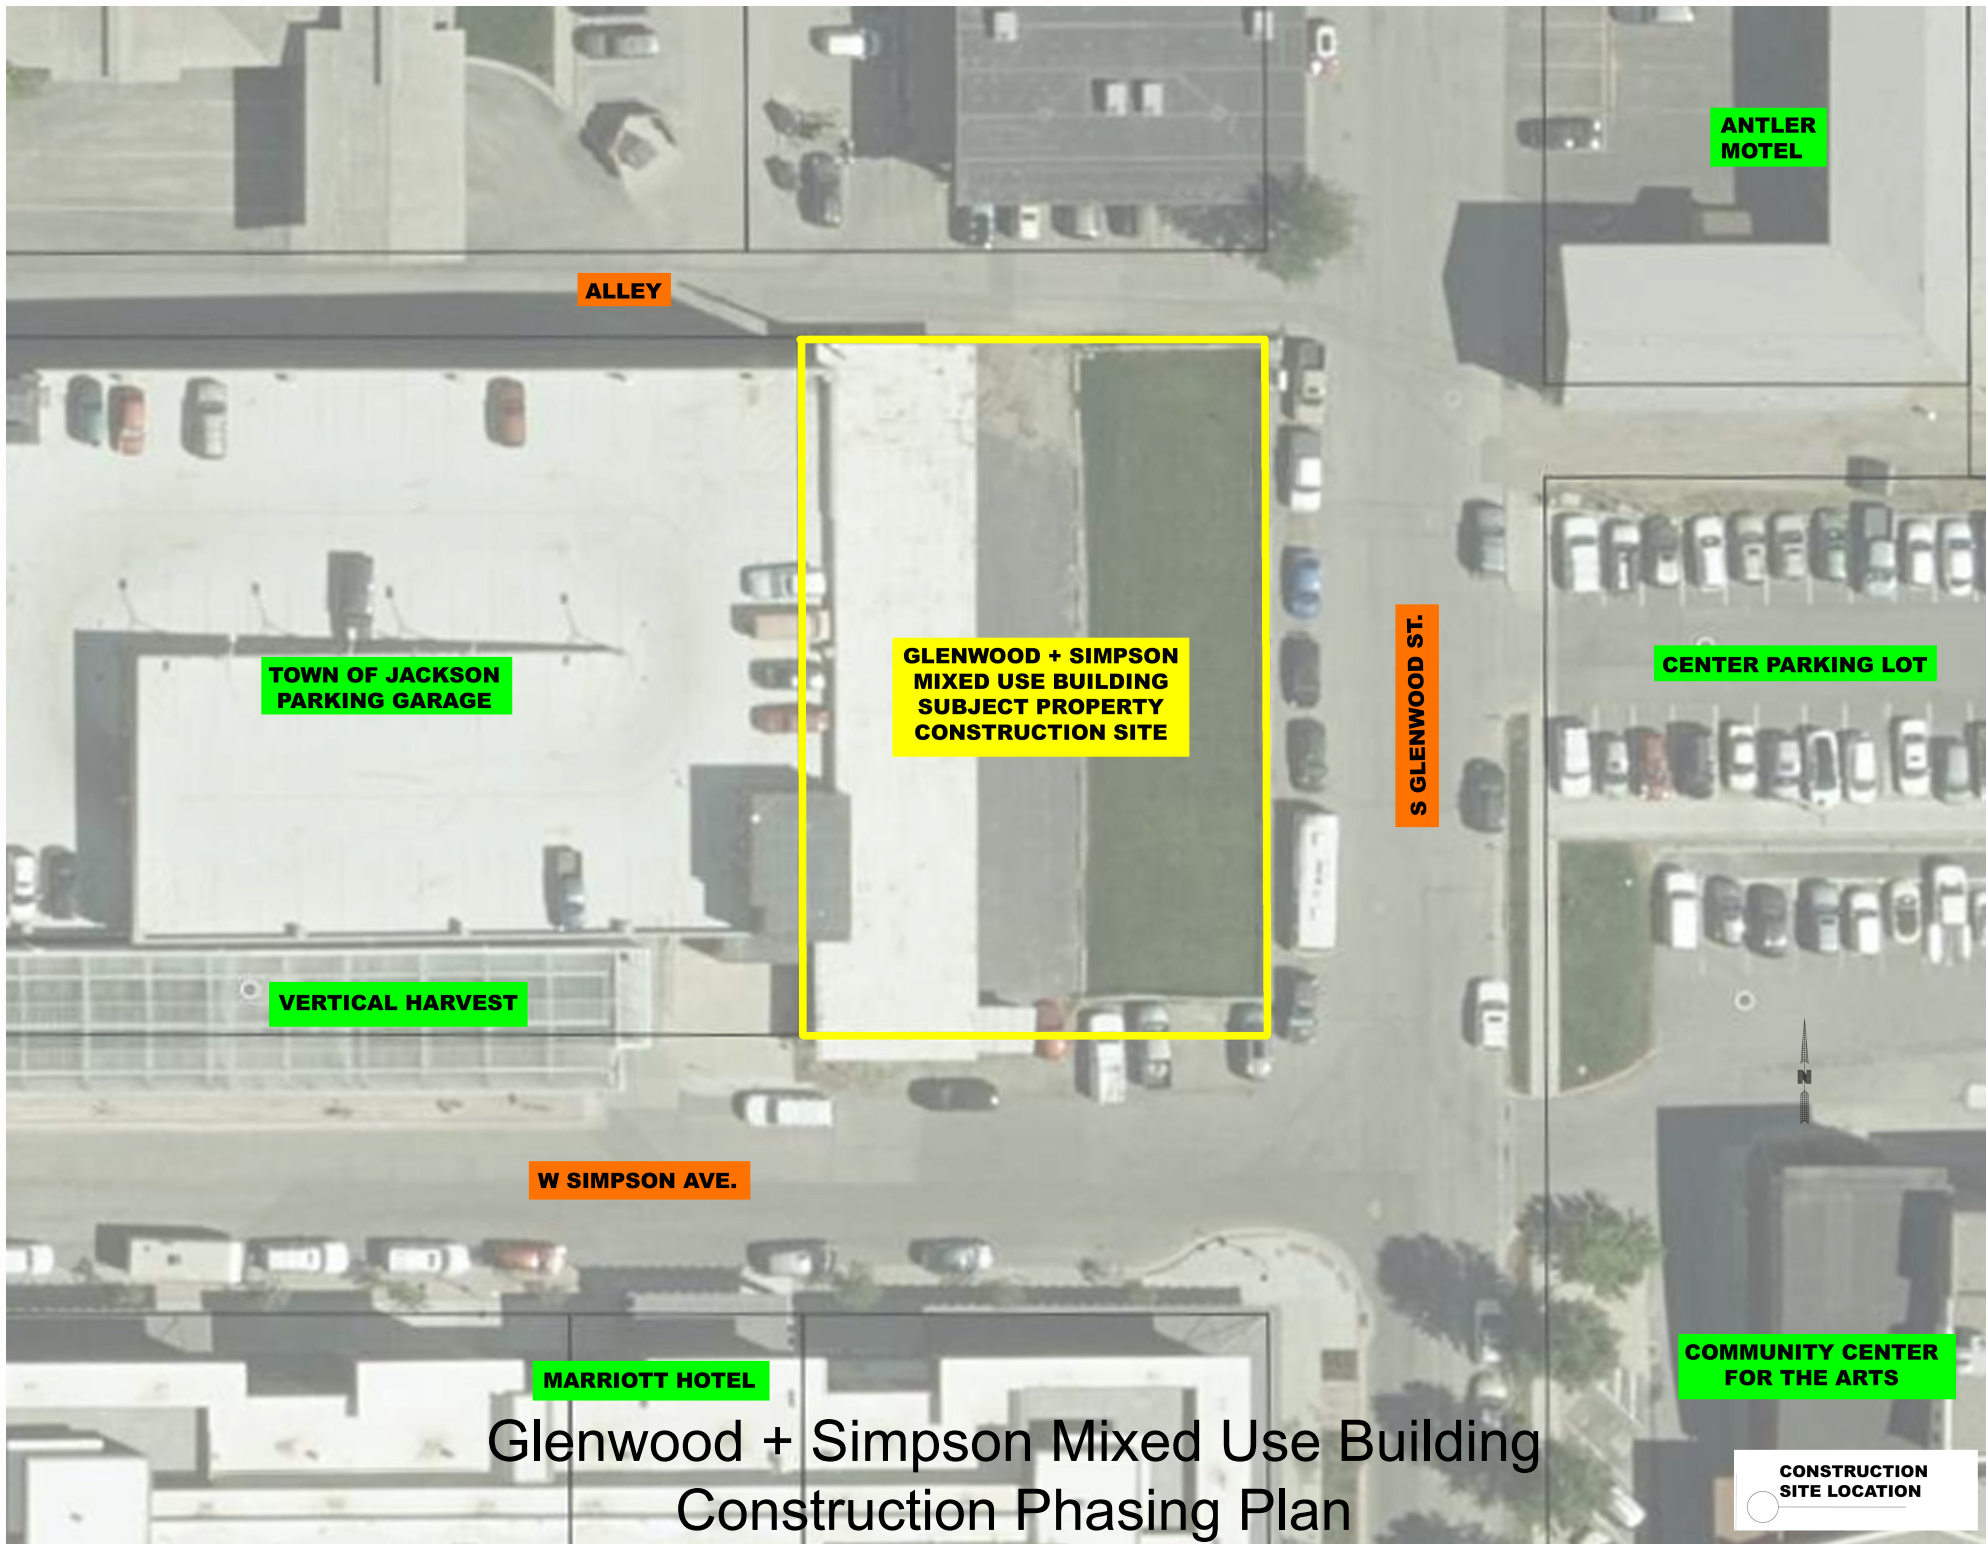 ANTLER
MOTEL
ALLEY
GLENWOOD + SIMPSON
MIXED USE BUILDING
SUBJECT PROPERTY
CONSTRUCTION SITE
S GLENWOOD ST.
CENTER PARKING LOT
TOWN OF JACKSON
PARKING GARAGE
VERTICAL HARVEST
N
W SIMPSON AVE.
MARRIOTT HOTEL
COMMUNITY CENTER
FOR THE ARTS
Glenwood + Simpson Mixed Use Building
Construction Phasing Plan
CONSTRUCTION
SITE LOCATION